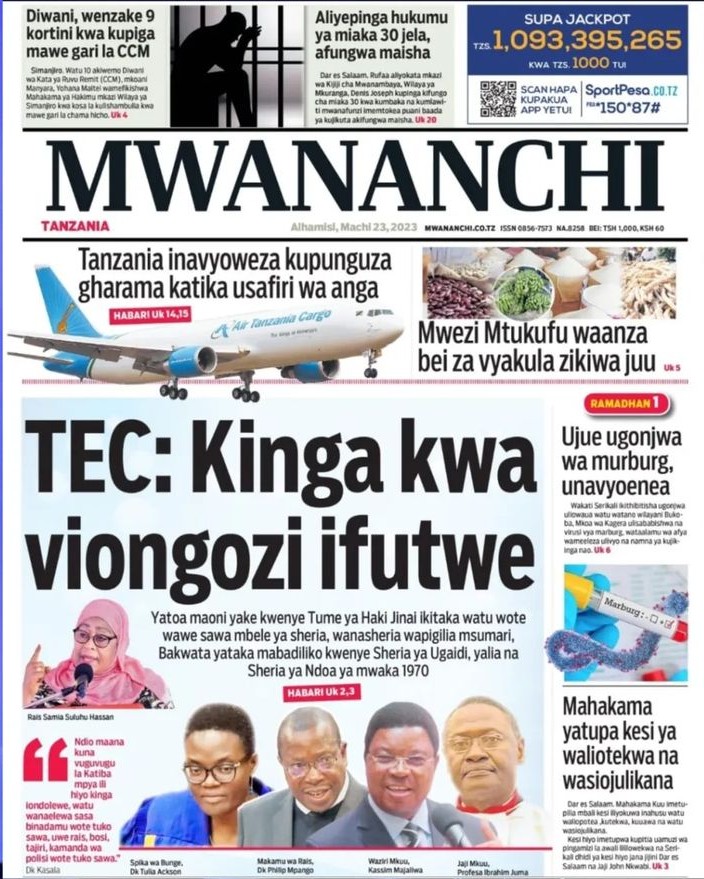 Diwani, wenzake 9
kortini kwa kupiga
mawe gari la CCM
Simanjiro. Watu 10 akiwemo Diwani
wa Kata ya Ruvu Remit (CCM), mkoani
Manyara, Yohana Maitei wamefikishwa
Mahakama ya Hakimu mkazi Wilaya ya
Simanjiro kwa kosa la kulishambulia kwa
mawe gari la chama hicho. Uk 4
Aliyepinga hukumu
ya miaka 30 jela,
afungwa maisha
Dar es Salaam. Rufaa aliyokata mkazi
wa Kijiji cha Mwanambaya, Wilaya ya
Mkuranga, Denis Joseph kupinga kifungo
cha miaka 30 kwa kumbaka na kumlawi-
ti mwanafunzi imemtokea puani baada
ya kujikuta akifungwa maisha. Uk 20
SUPA JACKPOT
TZS. 1,093,395,265
KWA TZS. 1000 TU!
SCAN HAPA
KUPAKUA
APP YETU!
SportPesa.CO.TZ
*150*87#
MWANANCHI
TANZANIA
Alhamisi, Machi 23, 2023 MWANANCHI.CO.TZ ISSN 0856-7573 NA.8258 BEI: TSH 1,000, KSH 60
Tanzania inavyoweza kupunguza
gharama katika usafiri wa anga
HABARI Uk 14,15
Air Tanzania Cargo
The Wings of Kilimanjaro
Mwezi Mtukufu waanza
bei za vyakula zikiwa juu Uk 5
TEC: Kinga kwa
viongozi ifutwe
Yatoa maoni yake kwenye Tume ya Haki Jinai ikitaka watu wote
wawe sawa mbele ya sheria, wanasheria wapigilia msumari,
Bakwata yataka mabadiliko kwenye Sheria ya Ugaidi, yalia na
Sheria ya Ndoa ya mwaka 1970
HABARI Uk 2,3
Rais Samia Suluhu Hassan
Ndio maana
kuna
vuguvugu
la Katiba
mpya ili
hiyo kinga
iondolewe, watu
wanaelewa sasa
binadamu wote tuko
sawa, uwe rais, bosi,
tajiri, kamanda wa
polisi wote tuko sawa."
Dk Kasala
Spika wa Bunge,
Dk Tulia Ackson
Makamu wa Rais,
Dk Philip Mpango
Waziri Mkuu,
Kassim Majaliwa
Jaji Mkuu,
Profesa Ibrahim Juma
RAMADHAN 1
Ujue ugonjwa
wa murburg,
unavyoenea
Wakati Serikali ikithibitisha ugonjwa
uliowaua watu watano wilayani Buko-
ba, Mkoa wa Kagera ulisababishwa na
virusi vya marburg, wataalamu wa afya
wameeleza ulivyo na namna ya kujik-
inga nao. Uk 6
Marburg: - +
Mahakama
yatupa kesi ya
waliotekwa na
wasiojulikana
Dar es Salaam. Mahakama Kuu imetu-
pilia mbali kesi iliyokuwa inahusu watu
waliopotea, kutekwa, kuuawa na watu
wasiojulikana.
Kesi hiyo imetupwa kupitia uamuzi wa
pingamizi la awali lililowekwa na Seri-
kali dhidi ya kesi hiyo jana jijini Dar es
Salaam na Jaji John Nkwabi. Uk 3